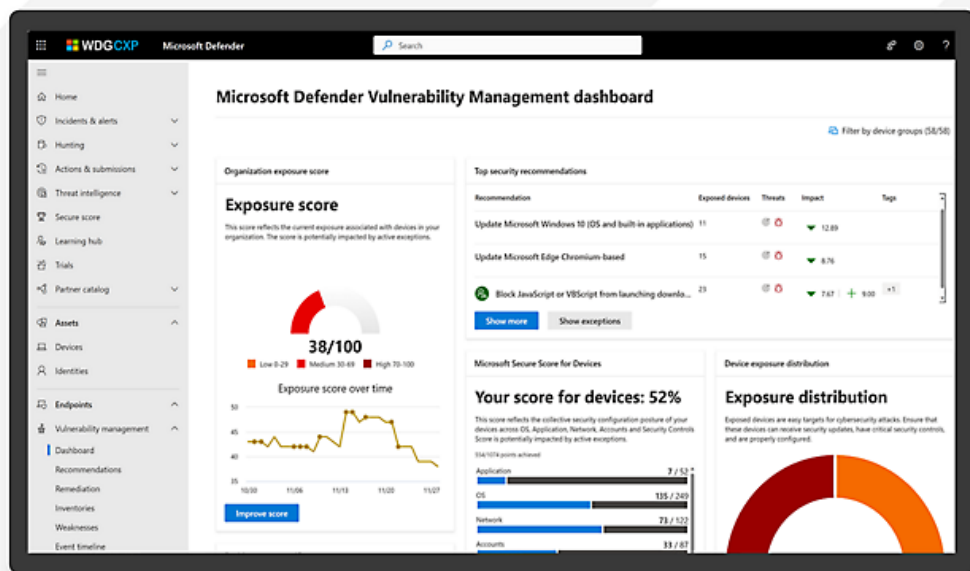 WDGCXP Microsoft Defender Search ?
Home
Incidents & alerts
Hunting
Actions & submissions
Threat intelligence
Secure score
Learning hub
Trials
Partner catalog
Assets
Devices
Identities
Endpoints
Vulnerability management
Dashboard
Recommendations
Remediation
Inventories
Weaknesses
Event timeline
Microsoft Defender Vulnerability Management dashboard
Filter by device groups (58/58)
Organization exposure score
Exposure score
This score reflects the current exposure associated with devices in your
organization. The score is potentially impacted by active exceptions.
38/100
Low 0-29 Medium 30-69 High 70-100
Exposure score over time
50
45
40
35
10/30 11/06 11/13 11/20 11/27
Improve score
Top security recommendations
Recommendation Exposed devices Threats Impact Tags
Update Microsoft Windows 10 (OS and built-in applications) 11 12.89
Update Microsoft Edge Chromium-based 15 8.76
Block JavaScript or VBScript from launching downlo... 23 7.67 9.00 +1
Show more Show exceptions
Microsoft Secure Score for Devices
Your score for devices: 52%
This score reflects the collective security configuration posture of your
devices across OS, Application, Network, Accounts and Security Controls
Score is potentially impacted by active exceptions.
554/1074 points achieved
Application 7 / 52
OS 135 / 249
Network 73 / 122
Accounts 33 / 87
Device exposure distribution
Exposure distribution
Exposed devices are easy targets for cybersecurity attacks. Ensure that
these devices can receive security updates, have critical security controls,
and are properly configured.